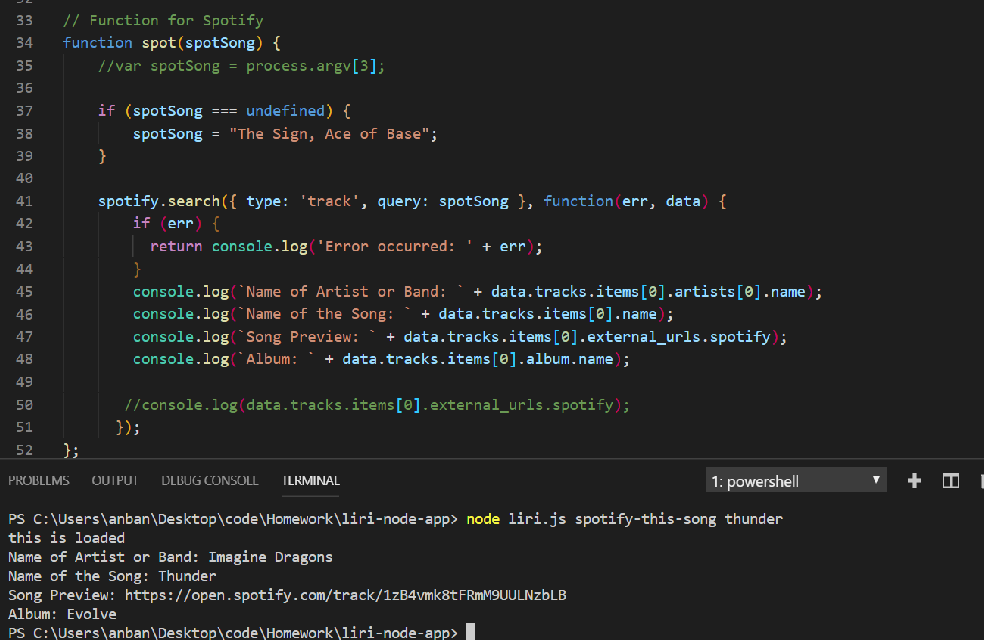 33 // Function for Spotify
34 function spot(spotSong) {
35 //var spotSong = process.argv[3];
36
37 if (spotSong === undefined) {
38 spotSong = "The Sign, Ace of Base";
39 }
40
41 spotify.search({ type: 'track', query: spotSong }, function(err, data) {
42 if (err) {
43 return console.log('Error occurred: ' + err);
44 }
45 console.log(`Name of Artist or Band: ` + data.tracks.items[0].artists[0].name);
46 console.log(`Name of the Song: ` + data.tracks.items[0].name);
47 console.log(`Song Preview: ` + data.tracks.items[0].external_urls.spotify);
48 console.log(`Album: ` + data.tracks.items[0].album.name);
49
50 //console.log(data.tracks.items[0].external_urls.spotify);
51 });
52 };
PROBLEMS OUTPUT DEBUG CONSOLE TERMINAL 1: powershell
PS C:\Users\anban\Desktop\code\Homework\liri-node-app> node liri.js spotify-this-song thunder
this is loaded
Name of Artist or Band: Imagine Dragons
Name of the Song: Thunder
Song Preview: https://open.spotify.com/track/1zB4vmk8tFRmM9UULNzbLB
Album: Evolve
PS C:\Users\anban\Desktop\code\Homework\liri-node-app>